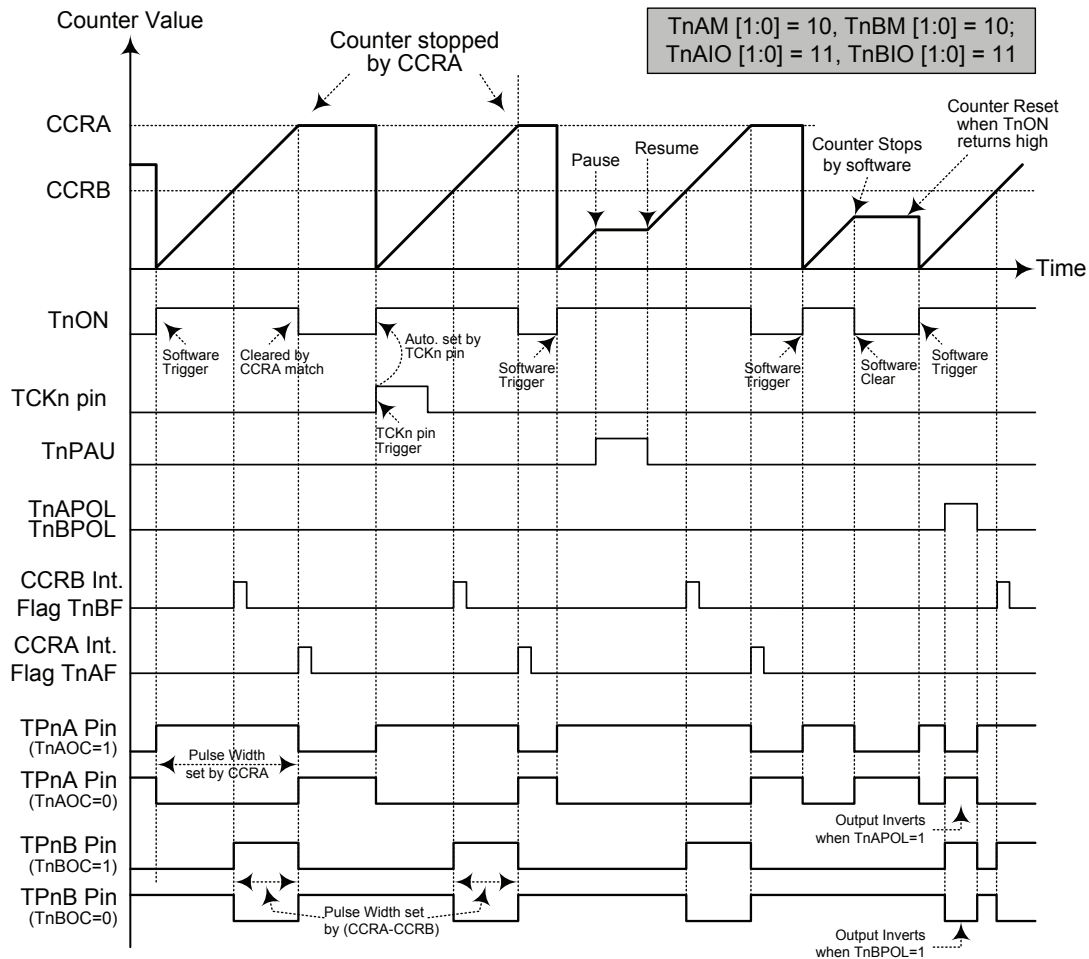 Counter Value
TnAM [1:0] = 10, TnBM [1:0] = 10;
TnAIO [1:0] = 11, TnBIO [1:0] = 11
Counter stopped
by CCRA
CCRA
CCRB
Pause
Resume
Counter Stops
by software
Counter Reset
when TnON
returns high
Time
TnON
Software
Trigger
Cleared by
CCRA match
Auto. set by
TCKn pin
Software
Trigger
Software
Trigger
Software
Clear
Software
Trigger
TCKn pin
TCKn pin
Trigger
TnPAU
TnAPOL
TnBPOL
CCRB Int.
Flag TnBF
CCRA Int.
Flag TnAF
TPnA Pin
(TnAOC=1)
Pulse Width
set by CCRA
TPnA Pin
(TnAOC=0)
Output Inverts
when TnAPOL=1
TPnB Pin
(TnBOC=1)
TPnB Pin
(TnBOC=0)
Pulse Width set
by (CCRA-CCRB)
Output Inverts
when TnBPOL=1